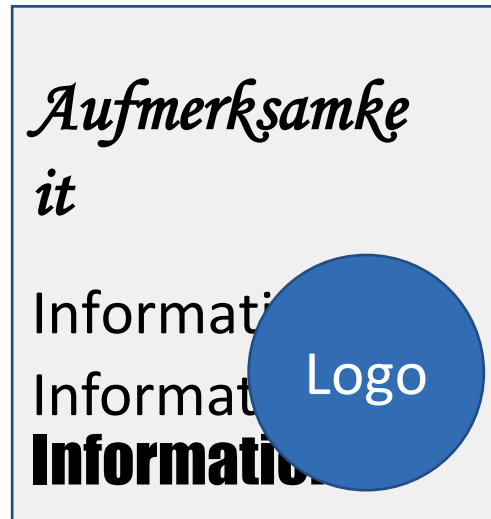 Aufmerksamke
it
Informati
Informat
Informatio
Logo